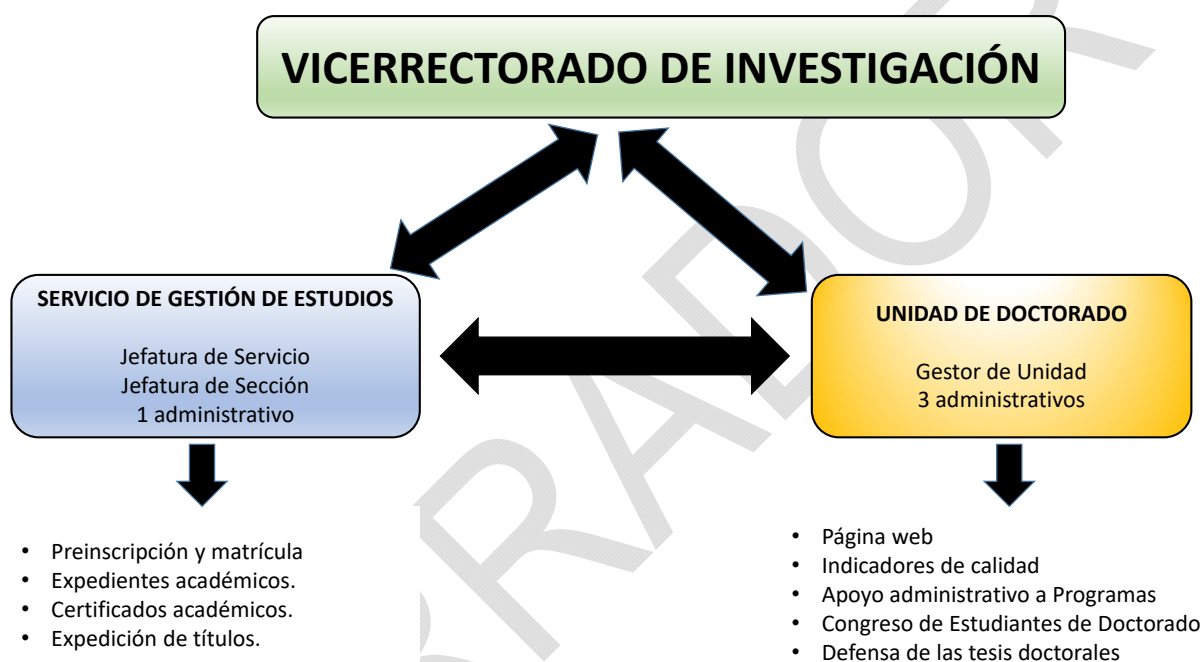 VICERRECTORADO DE INVESTIGACIÓN
SERVICIO DE GESTIÓN DE ESTUDIOS
Jefatura de Servicio
Jefatura de Sección
1 administrativo
UNIDAD DE DOCTORADO
Gestor de Unidad
3 administrativos
• Preinscripción y matrícula
• Expedientes académicos.
• Certificados académicos.
• Expedición de títulos.
• Página web
• Indicadores de calidad
• Apoyo administrativo a Programas
• Congreso de Estudiantes de Doctorado
• Defensa de las tesis doctorales